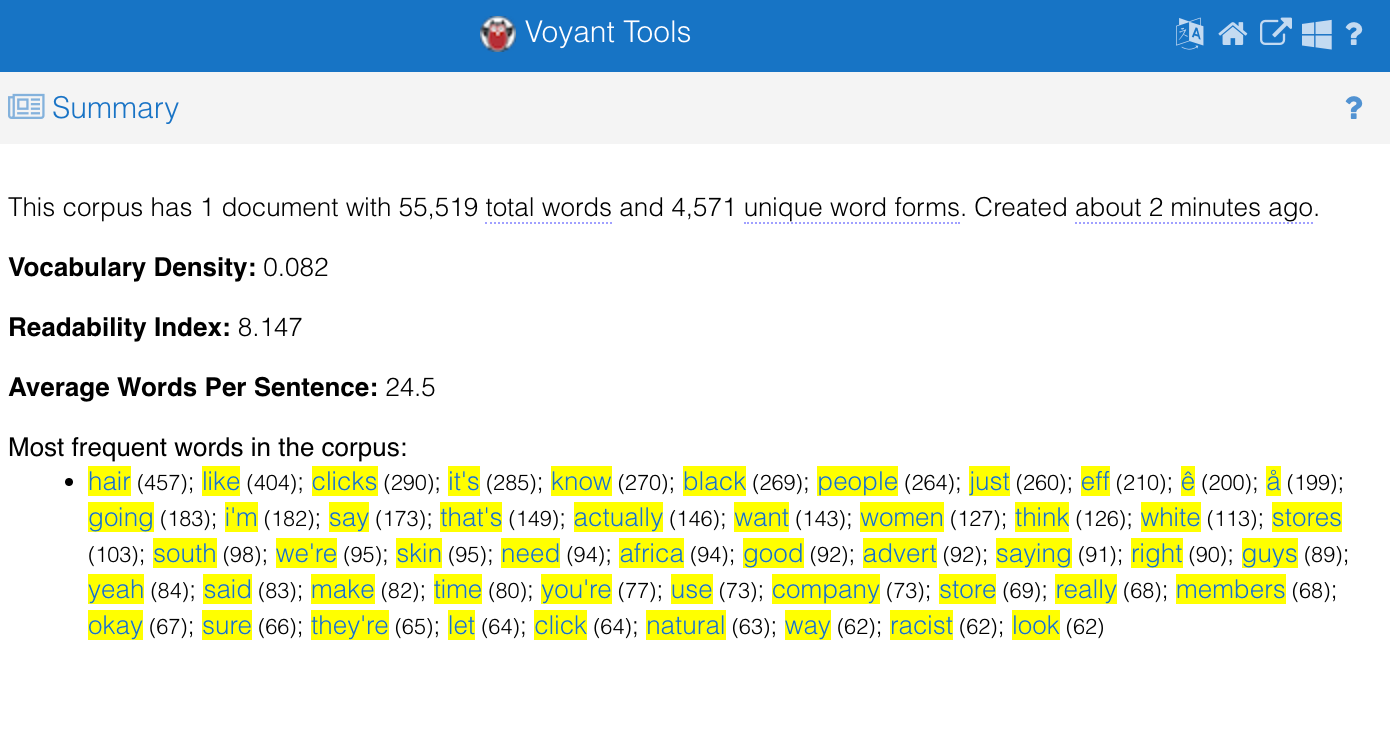 Voyant Tools
?
Summary
?
This corpus has 1 document with 55,519 total words and 4,571 unique word forms. Created about 2 minutes ago.
Vocabulary Density: 0.082
Readability Index: 8.147
Average Words Per Sentence: 24.5
Most frequent words in the corpus:
• hair (457); like (404); clicks (290); it's (285); know (270); black (269); people (264); just (260); eff (210); ê (200); å (199);
going (183); i'm (182); say (173); that's (149); actually (146); want (143); women (127); think (126); white (113); stores
(103); south (98); we're (95); skin (95); need (94); africa (94); good (92); advert (92); saying (91); right (90); guys (89);
yeah (84); said (83); make (82); time (80); you're (77); use (73); company (73); store (69); really (68); members (68);
okay (67); sure (66); they're (65); let (64); click (64); natural (63); way (62); racist (62); look (62)